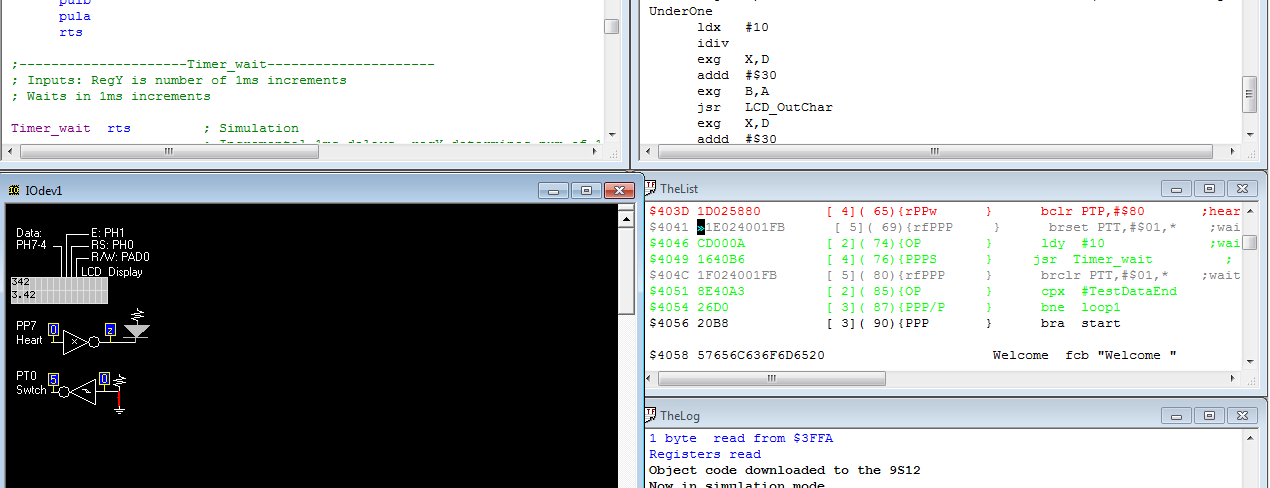 pulb
pula
rts
;---------------------Timer_wait---------------------
; Inputs: RegY is number of 1ms increments
; Waits in 1ms increments
Timer_wait  rts         ; Simulation
UnderOne
ldx   #10
idiv
exg   X,D
addd  #$30
exg   B,A
jsr   LCD_OutChar
exg   X,D
addd  #$30
IOdev1
Data:
PH7-4
E: PH1
RS: PH0
R/W: PAD0
LCD_Display
342
3.42
PP7
Heart
0
z
PT0
Swtch
5
0
TheList
$403D 1D025880        [ 4]( 65){rPPw      }      bclr PTP,#$80       ;hear
$4041 »1E024001FB      [ 5]( 69){rfPPP     }      brset PTT,#$01,*   ;wai
$4046 CD000A          [ 2]( 74){OP        }      ldy  #10            ;wai
$4049 1640B6          [ 4]( 76){PPPS      }     jsr  Timer_wait         ;
$404C 1F024001FB      [ 5]( 80){rfPPP     }      brclr PTT,#$01,*   ;wait
$4051 8E40A3          [ 2]( 85){OP        }      cpx  #TestDataEnd
$4054 26D0            [ 3]( 87){PPP/P     }      bne  loop1
$4056 20B8            [ 3]( 90){PPP       }      bra  start
$4058 57656C636F6D6520                     Welcome  fcb "Welcome "
TheLog
1 byte  read from $3FFA
Registers read
Object code downloaded to the 9S12
Now in simulation mode